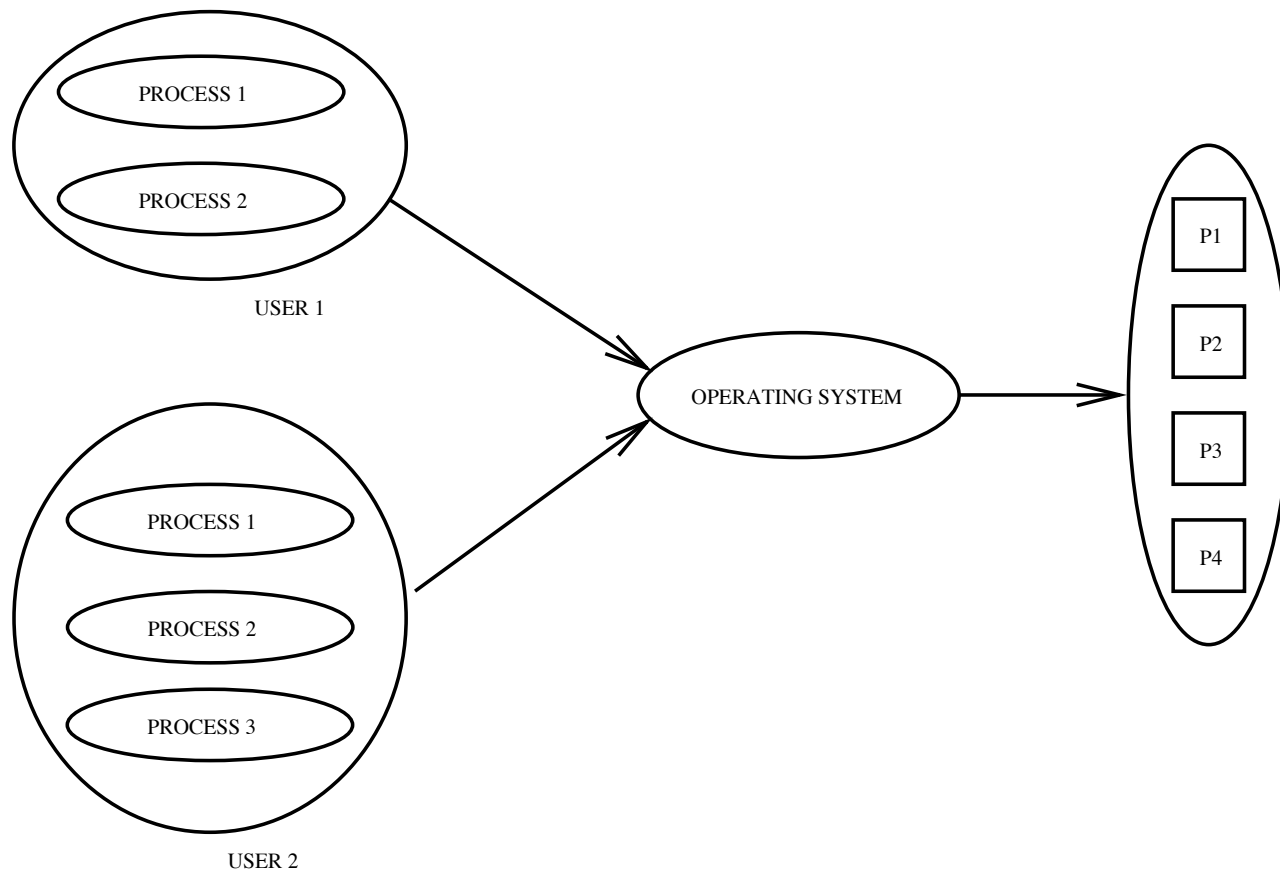 PROCESS 1
PROCESS 2
USER 1
PROCESS 1
PROCESS 2
PROCESS 3
USER 2
OPERATING SYSTEM
P1
P2
P3
P4